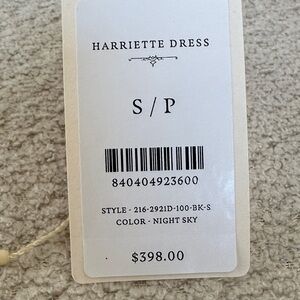 HARRIETTE DRESS
S / P
840404923600
STYLE - 216-2921D-100-BK-S
COLOR - NIGHT SKY
$398.00